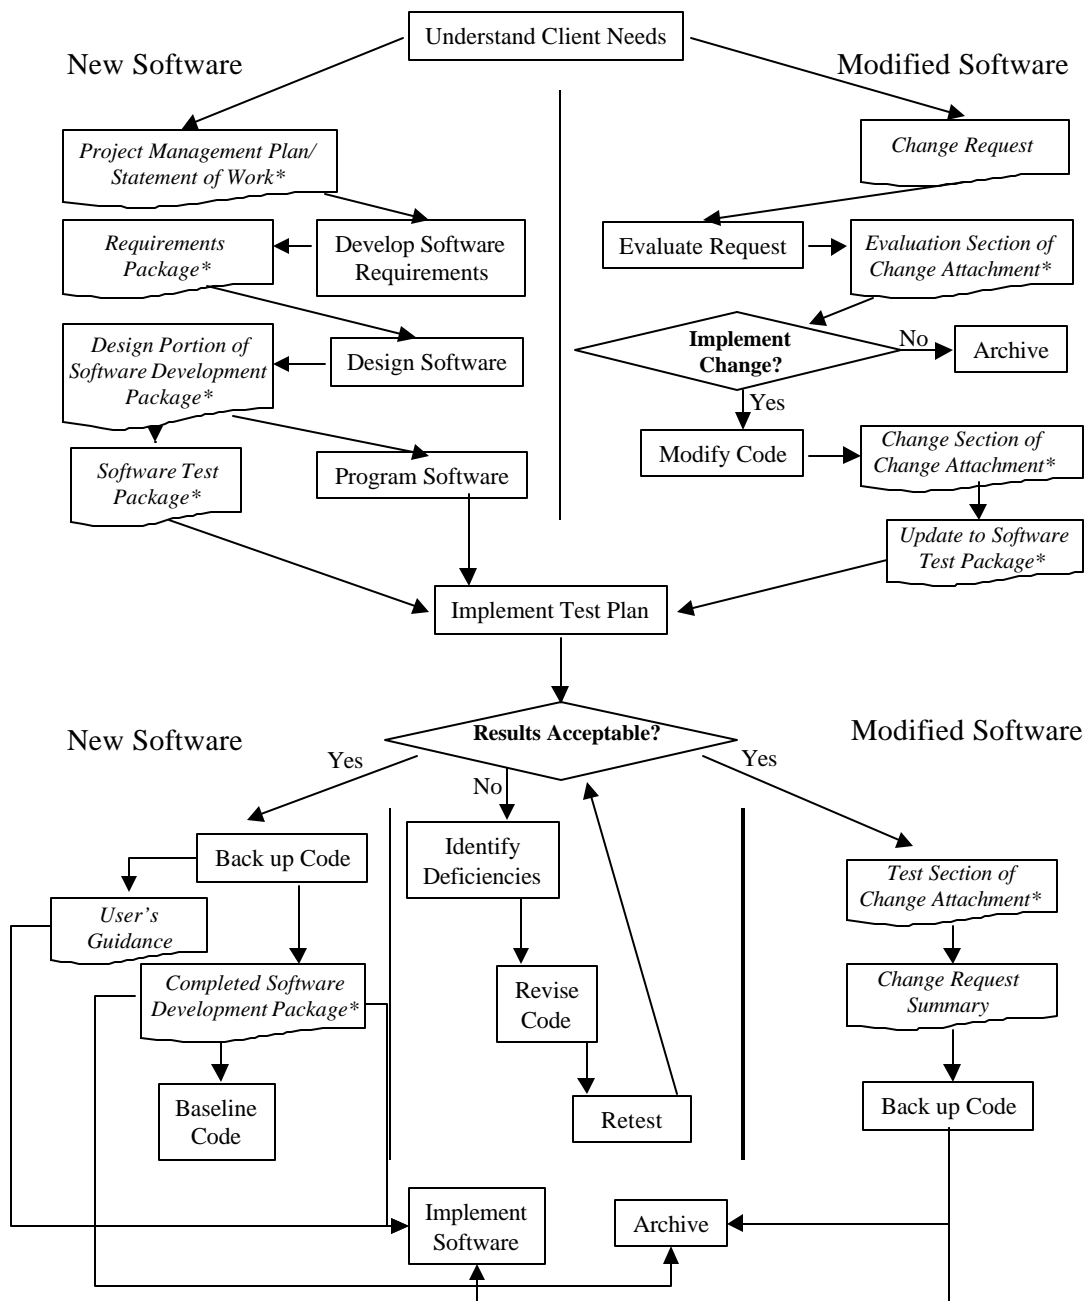 Understand Client Needs
New Software
Modified Software
Project Management Plan/
Statement of Work*
Change Request
Requirements
Package*
Develop Software
Requirements
Evaluate Request
Evaluation Section of
Change Attachment*
Design Portion of
Software Development
Package*
Design Software
Implement
Change?
No
Archive
Yes
Software Test
Package*
Program Software
Modify Code
Change Section of
Change Attachment*
Update to Software
Test Package*
Implement Test Plan
New Software
Results Acceptable?
Modified Software
Yes
No
Yes
Back up Code
Identify
Deficiencies
Test Section of
Change Attachment*
User's
Guidance
Completed Software
Development Package*
Revise
Code
Change Request
Summary
Baseline
Code
Retest
Back up Code
Implement
Software
Archive